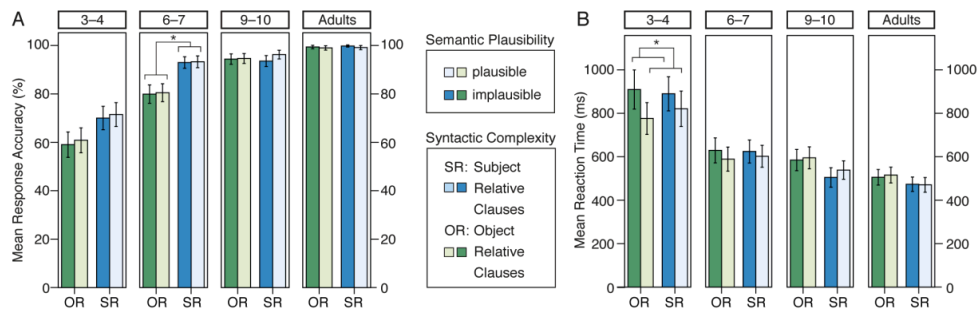 A
3–4
6–7
9–10
Adults
Mean Response Accuracy (%)
100
80
60
40
20
0
*
100
80
60
40
20
0
OR SR
OR SR
OR SR
OR SR
Semantic Plausibility
plausible
implausible
Syntactic Complexity
SR: Subject
Relative
Clauses
OR: Object
Relative
Clauses
B
3–4
6–7
9–10
Adults
Mean Reaction Time (ms)
1000
800
600
400
200
0
*
1000
800
600
400
200
0
OR SR
OR SR
OR SR
OR SR